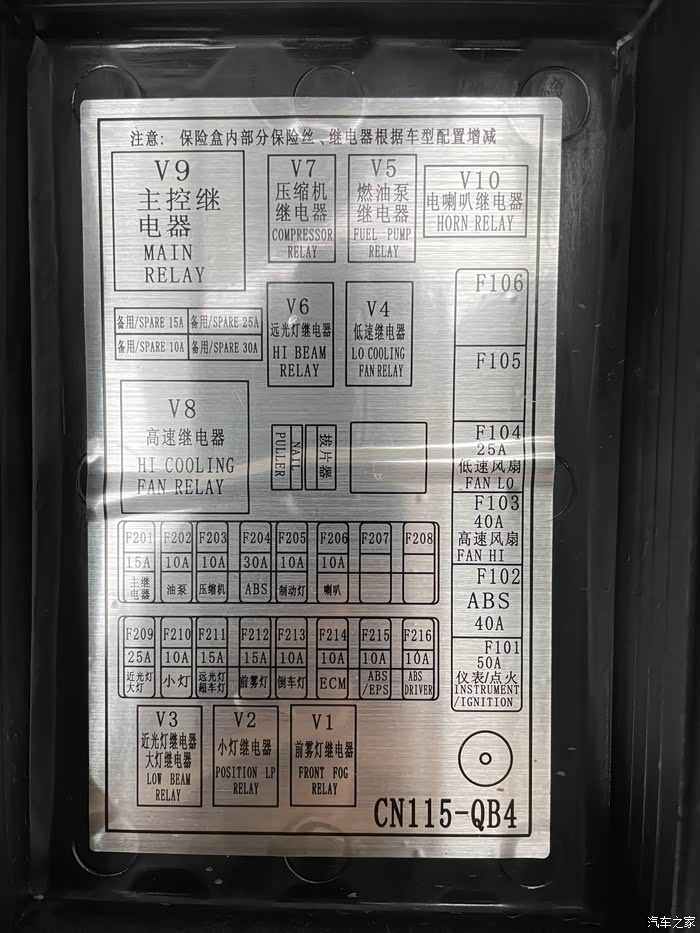 注意: 保险盒内部分保险丝、继电器根据车型配置增减
V9
主控继
电器
MAIN
RELAY
V7
压缩机
继电器
COMPRESSOR
RELAY
V5
燃油泵
继电器
FUEL PUMP
RELAY
V10
电喇叭继电器
HORN RELAY
备用/SPARE 15A
备用/SPARE 25A
备用/SPARE 10A
备用/SPARE 30A
V6
远光灯继电器
HI BEAM
RELAY
V4
低速继电器
LO COOLING
FAN RELAY
F106
F105
F104
25A
低速风扇
FAN LO
F103
40A
高速风扇
FAN HI
F102
ABS
40A
F101
50A
仪表/点火
INSTRUMENT
/IGNITION
V8
高速继电器
HI COOLING
FAN RELAY
NAIL
PULLER
拔片器
F201
15A
主继
电器
F202
10A
油泵
F203
10A
压缩机
F204
30A
ABS
F205
10A
制动灯
F206
10A
喇叭
F207
F208
F209
25A
近光灯
大灯
F210
10A
小灯
F211
15A
远光灯
超车灯
F212
15A
前雾灯
F213
10A
倒车灯
F214
10A
ECM
F215
10A
ABS
/EPS
F216
10A
ABS
DRIVER
V3
近光灯继电器
大灯继电器
LOW BEAM
RELAY
V2
小灯继电器
POSITION LP
RELAY
V1
前雾灯继电器
FRONT FOG
RELAY
CN115-QB4
汽车之家